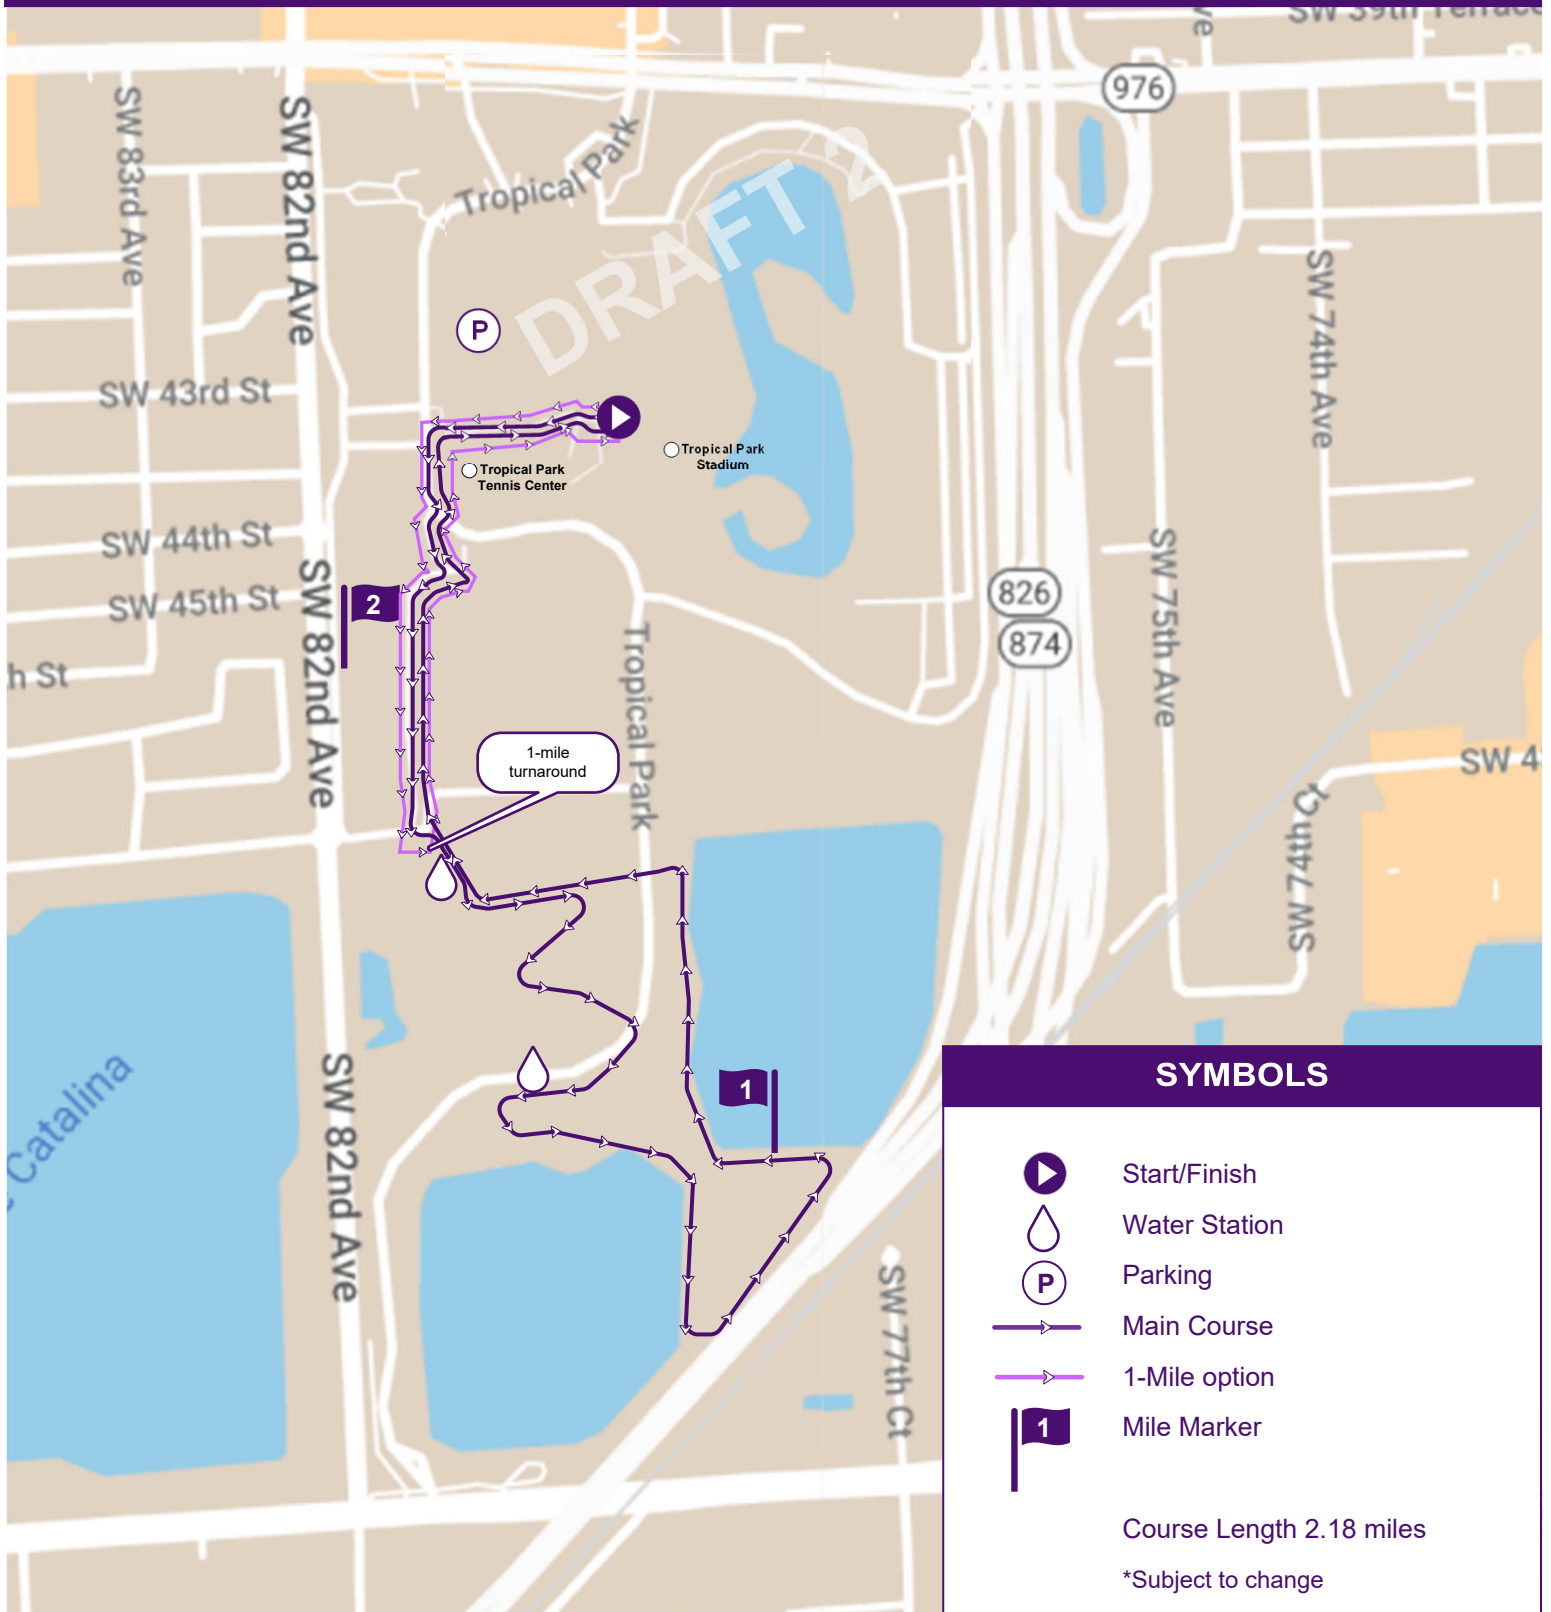 SW 39th Terrace
976
SW 83rd Ave
SW 82nd Ave
Tropical Park
DRAFT 2
SW 74th Ave
P
SW 43rd St
Tropical Park
Stadium
Tropical Park
Tennis Center
SW 44th St
SW 45th St
SW 82nd Ave
2
826
874
SW 75th Ave
Tropical Park
h St
1-mile
turnaround
SW 4
SW 74th Ct
Catalina
SW 82nd Ave
1
SW 77th Ct
SYMBOLS
Start/Finish
Water Station
P
Parking
Main Course
1-Mile option
1
Mile Marker
Course Length 2.18 miles
*Subject to change